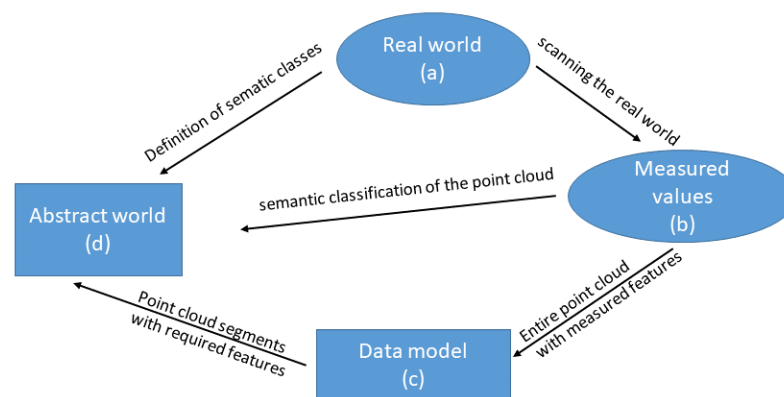 Real world
(a)
Definition of sematic classes
scanning the real world
Measured
values
(b)
semantic classification of the point cloud
Abstract world
(d)
Point cloud segments
with required features
Entire point cloud
with measured features
Data model
(c)